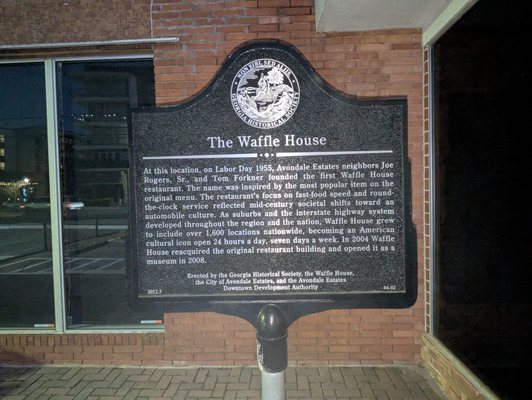 NON SIBI, SED ALIIS
GEORGIA HISTORICAL SOCIETY
The Waffle House
At this location, on Labor Day 1955, Avondale Estates neighbors Joe
Rogers, Sr., and Tom Forkner founded the first Waffle House
restaurant. The name was inspired by the most popular item on the
original menu. The restaurant's focus on fast-food speed and round-
the-clock service reflected mid-century societal shifts toward an
automobile culture. As suburbs and the interstate highway system
developed throughout the region and the nation, Waffle House grew
to include over 1,600 locations nationwide, becoming an American
cultural icon open 24 hours a day, seven days a week. In 2004 Waffle
House reacquired the original restaurant building and opened it as a
museum in 2008.
Erected by the Georgia Historical Society, the Waffle House,
the City of Avondale Estates, and the Avondale Estates
Downtown Development Authority
2012.5
44-02